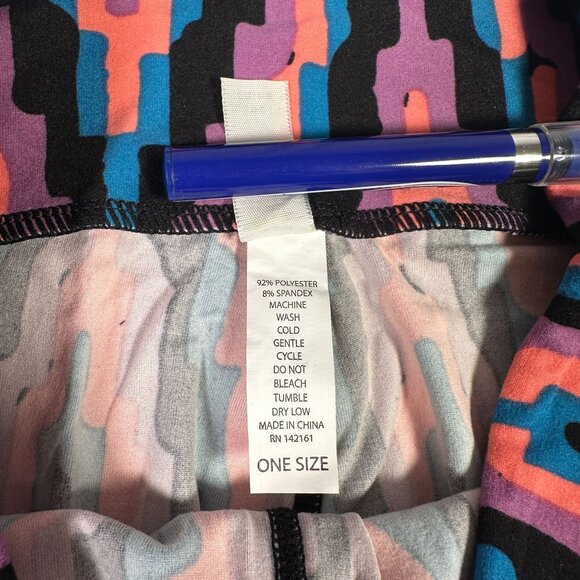 92% POLYESTER
8% SPANDEX
MACHINE
WASH
COLD
GENTLE
CYCLE
DO NOT
BLEACH
TUMBLE
DRY LOW
MADE IN CHINA
RN 142161
ONE SIZE